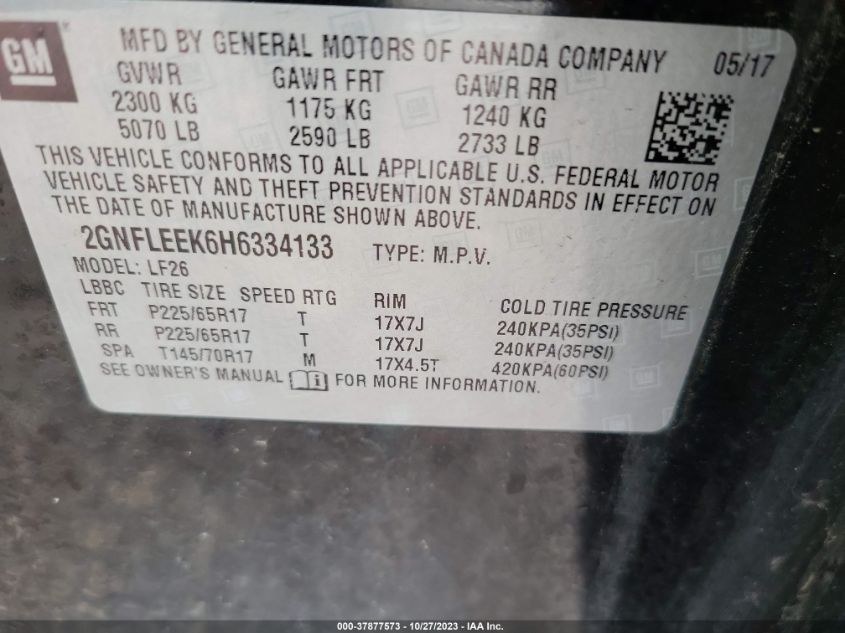 GM
MFD BY GENERAL MOTORS OF CANADA COMPANY 05/17
GVWR GAWR FRT GAWR RR
2300 KG 1175 KG 1240 KG
5070 LB 2590 LB 2733 LB
THIS VEHICLE CONFORMS TO ALL APPLICABLE U.S. FEDERAL MOTOR
VEHICLE SAFETY AND THEFT PREVENTION STANDARDS IN EFFECT ON
THE DATE OF MANUFACTURE SHOWN ABOVE.
2GNFLEEK6H6334133 TYPE: M.P.V.
MODEL: LF26
LBBC TIRE SIZE SPEED RTG RIM COLD TIRE PRESSURE
FRT P225/65R17 T 17X7J 240KPA(35PSI)
RR P225/65R17 T 17X7J 240KPA(35PSI)
SPA T145/70R17 M 17X4.5T 420KPA(60PSI)
SEE OWNER'S MANUAL FOR MORE INFORMATION.
000-37877573 - 10/27/2023 - IAA Inc.